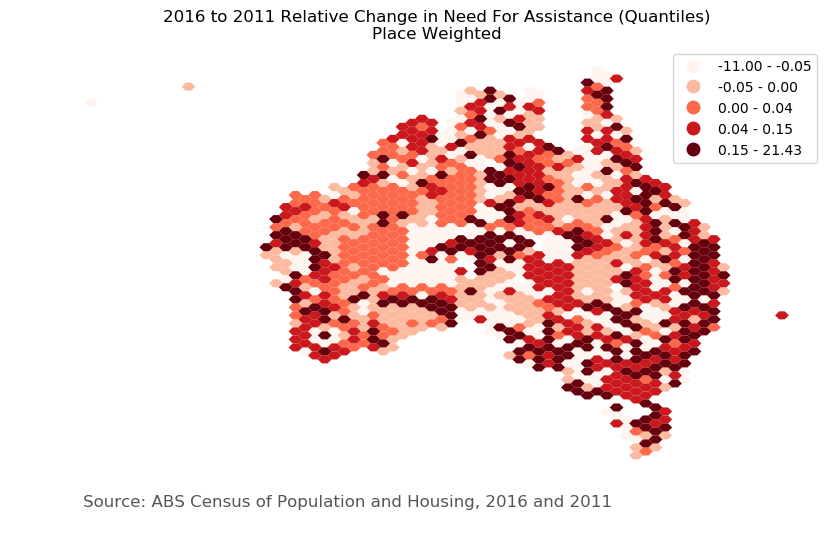 2016 to 2011 Relative Change in Need For Assistance (Quantiles)
Place Weighted
-11.00 - -0.05
-0.05 - 0.00
0.00 - 0.04
0.04 - 0.15
0.15 - 21.43
Source: ABS Census of Population and Housing, 2016 and 2011